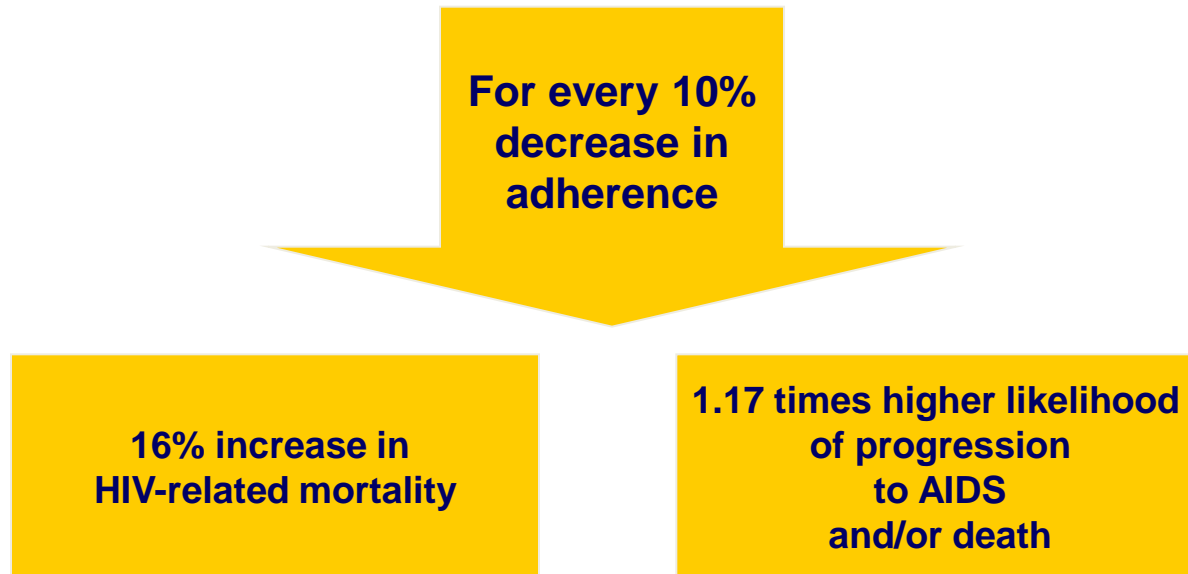 For every 10%
decrease in
adherence
16% increase in
HIV-related mortality
1.17 times higher likelihood
of progression
to AIDS
and/or death